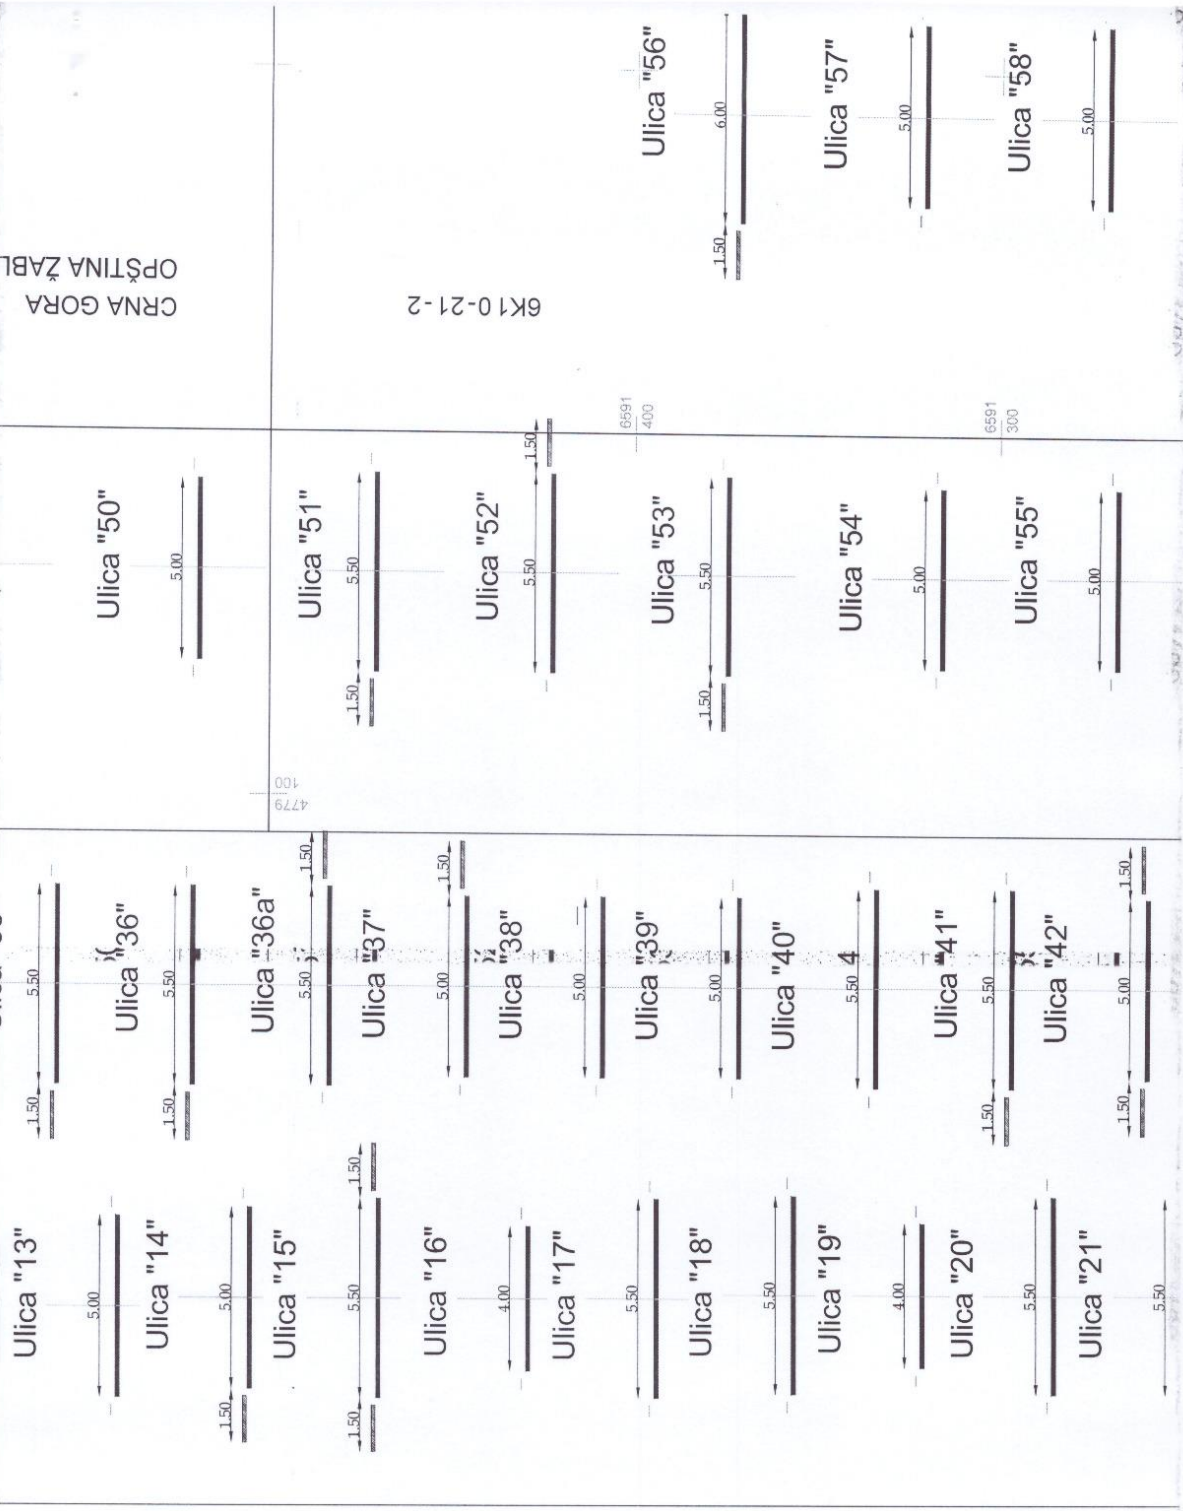 CRNA GORA
OPŠTINA ŽABL
6K10-21-2
Ulica "13"
5.00
Ulica "14"
5.00
1.50
Ulica "15"
1.50
5.50
1.50
Ulica "16"
4.00
Ulica "17"
5.50
Ulica "18"
5.50
Ulica "19"
4.00
Ulica "20"
5.50
Ulica "21"
5.50
1.50
5.50
Ulica "36"
1.50
5.50
Ulica "36a"
5.50
1.50
Ulica "37"
5.00
1.50
Ulica "38"
5.00
Ulica "39"
5.00
Ulica "40"
5.50
Ulica "41"
1.50
5.50
Ulica "42"
1.50
5.00
1.50
4779
100
Ulica "50"
5.00
Ulica "51"
1.50
5.50
Ulica "52"
5.50
1.50
Ulica "53"
1.50
5.50
Ulica "54"
5.00
Ulica "55"
5.00
6591
400
6591
300
Ulica "56"
1.50
6.00
Ulica "57"
5.00
Ulica "58"
5.00